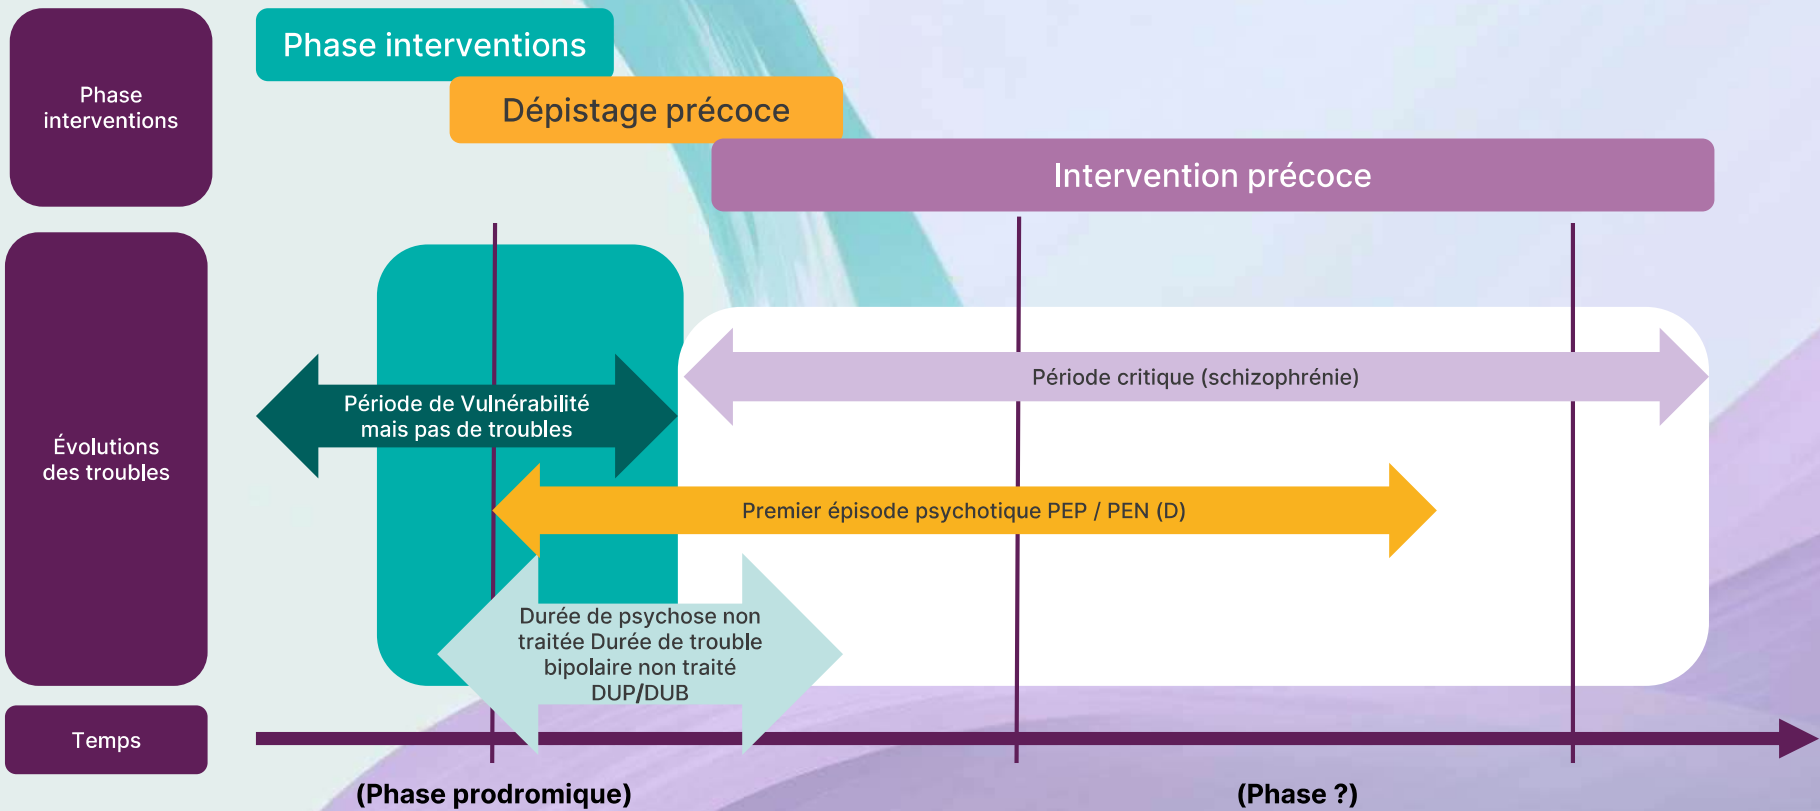 Phase
interventions
Phase interventions
Dépistage précoce
Intervention précoce
Évolutions
des troubles
Période de Vulnérabilité
mais pas de troubles
Période critique (schizophrénie)
Premier épisode psychotique PEP / PEN (D)
Durée de psychose non
traitée Durée de trouble
bipolaire non traité
DUP/DUB
Temps
(Phase prodromique)
(Phase ?)